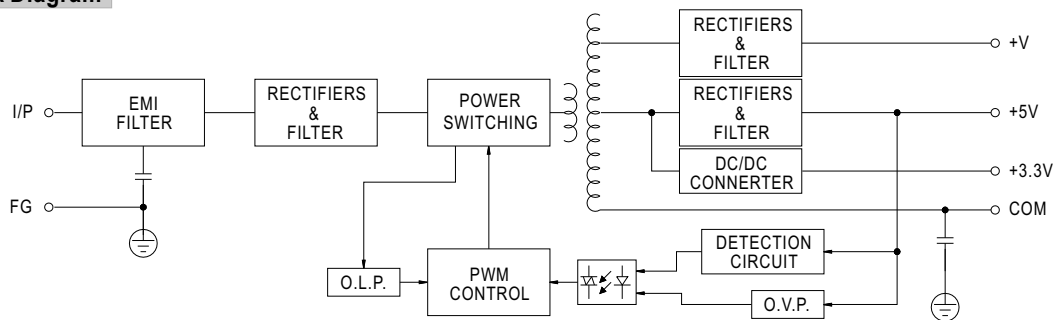 Diagram
RECTIFIERS
&
FILTER
+V
I/P
EMI
FILTER
RECTIFIERS
&
FILTER
POWER
SWITCHING
RECTIFIERS
&
FILTER
+5V
DC/DC
CONNERTER
+3.3V
FG
COM
O.L.P.
PWM
CONTROL
DETECTION
CIRCUIT
O.V.P.